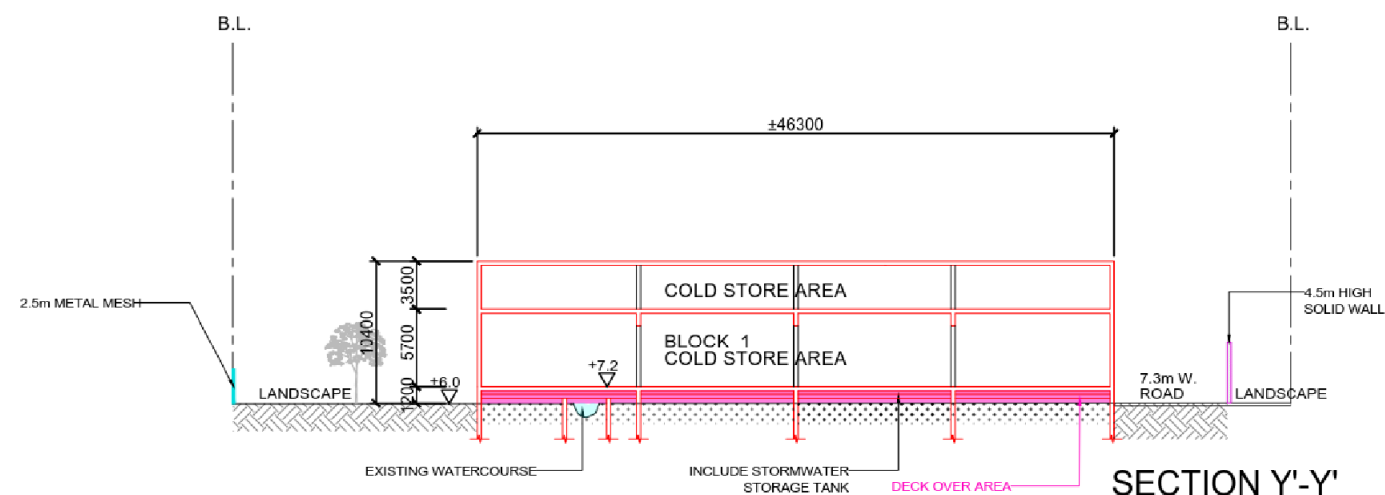 B.L.
B.L.
±46300
3500
COLD STORE AREA
2.5m METAL MESH
4.5m HIGH
SOLID WALL
10400
5700
BLOCK 1
COLD STORE AREA
+7.2
±6.0
1200
LANDSCAPE
7.3m W.
ROAD
LANDSCAPE
EXISTING WATERCOURSE
INCLUDE STORMWATER
STORAGE TANK
DECK OVER AREA
SECTION Y'-Y'